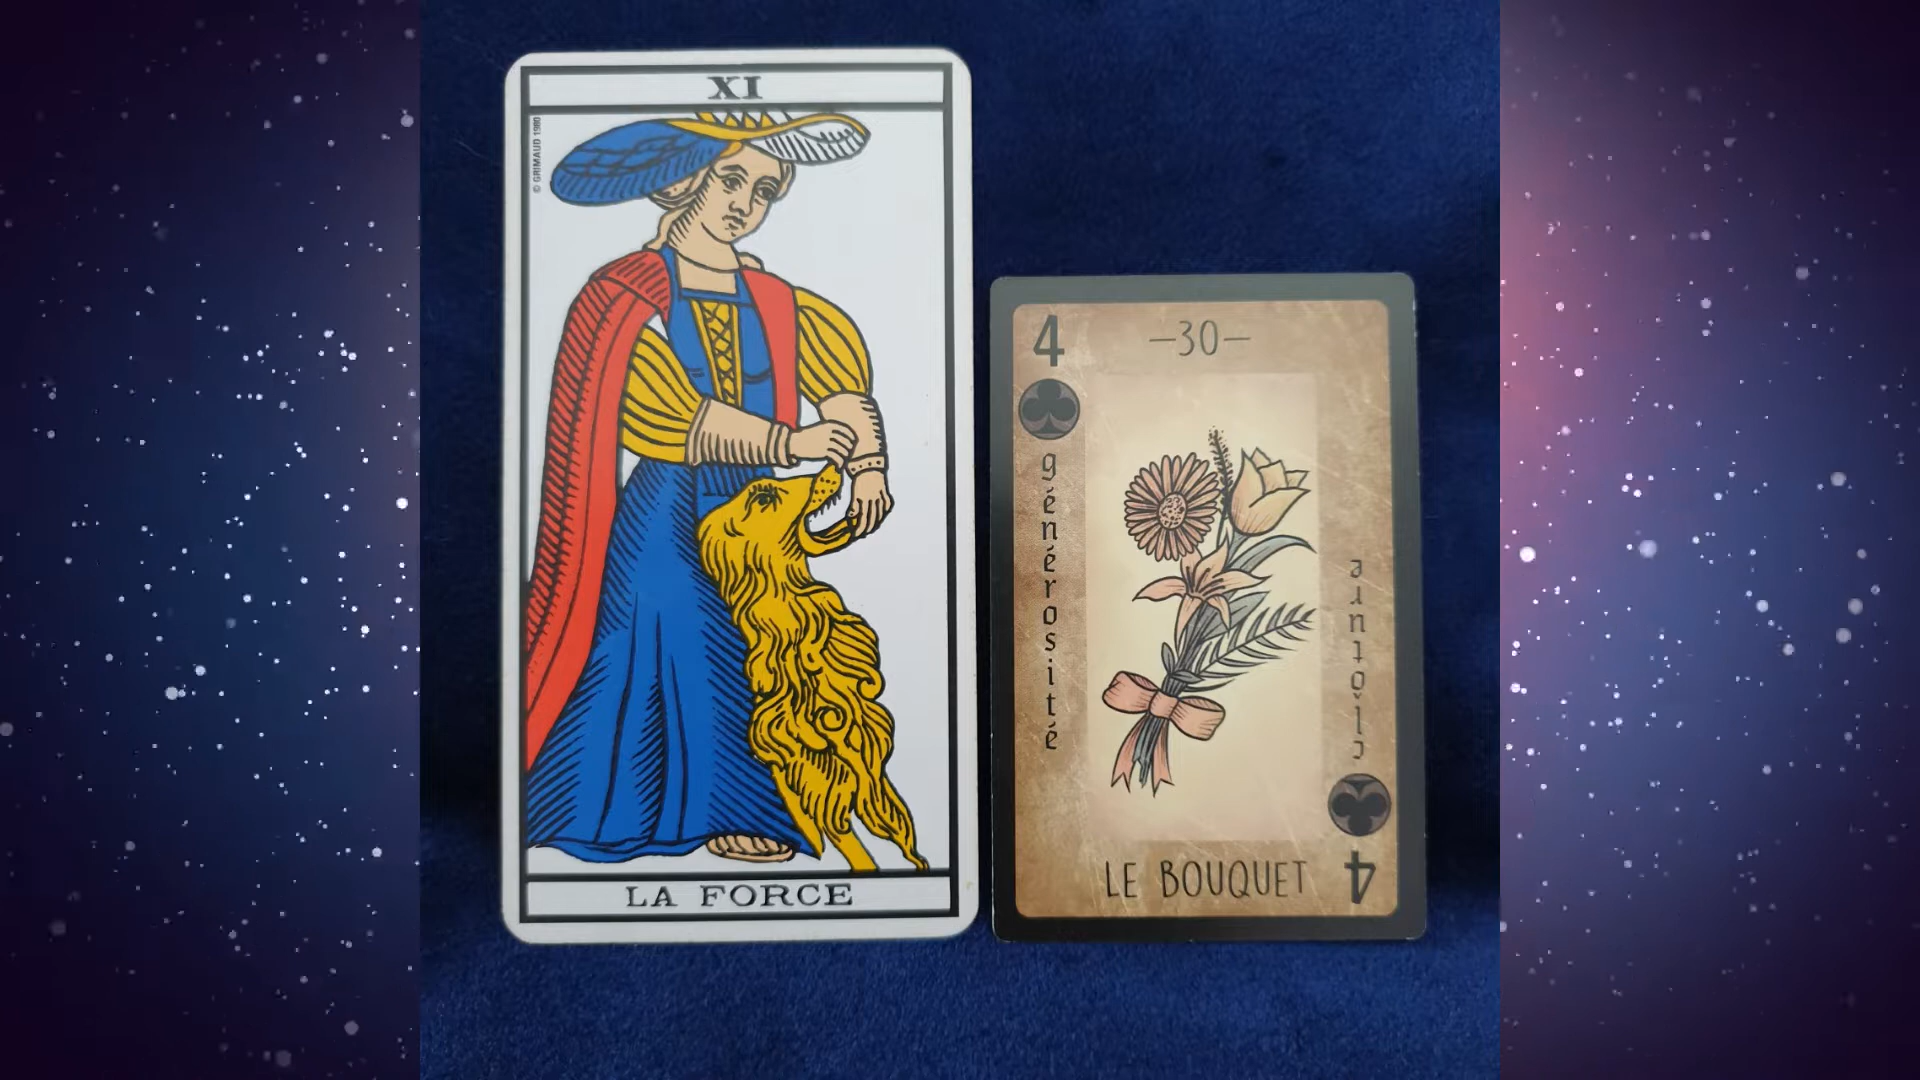 XI
© GRIMAUD 1980
LA FORCE
4
—30—
générosité
clôture
LE BOUQUET
4